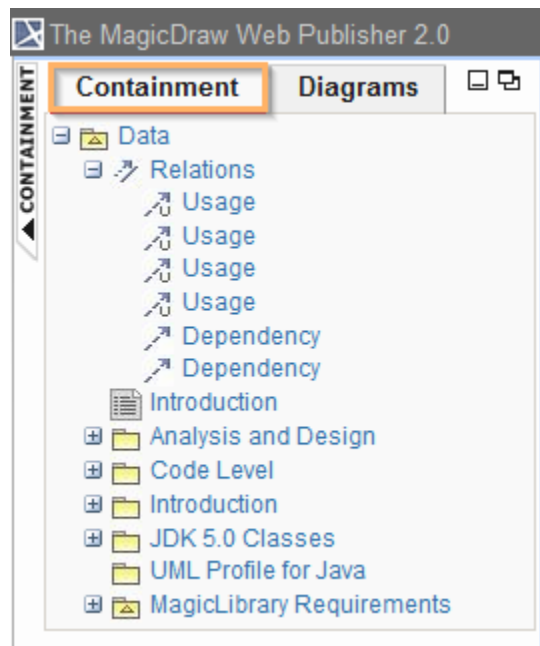 The MagicDraw Web Publisher 2.0
CONTAINMENT
Containment
Diagrams
Data
Relations
Usage
Usage
Usage
Usage
Dependency
Dependency
Introduction
Analysis and Design
Code Level
Introduction
JDK 5.0 Classes
UML Profile for Java
MagicLibrary Requirements